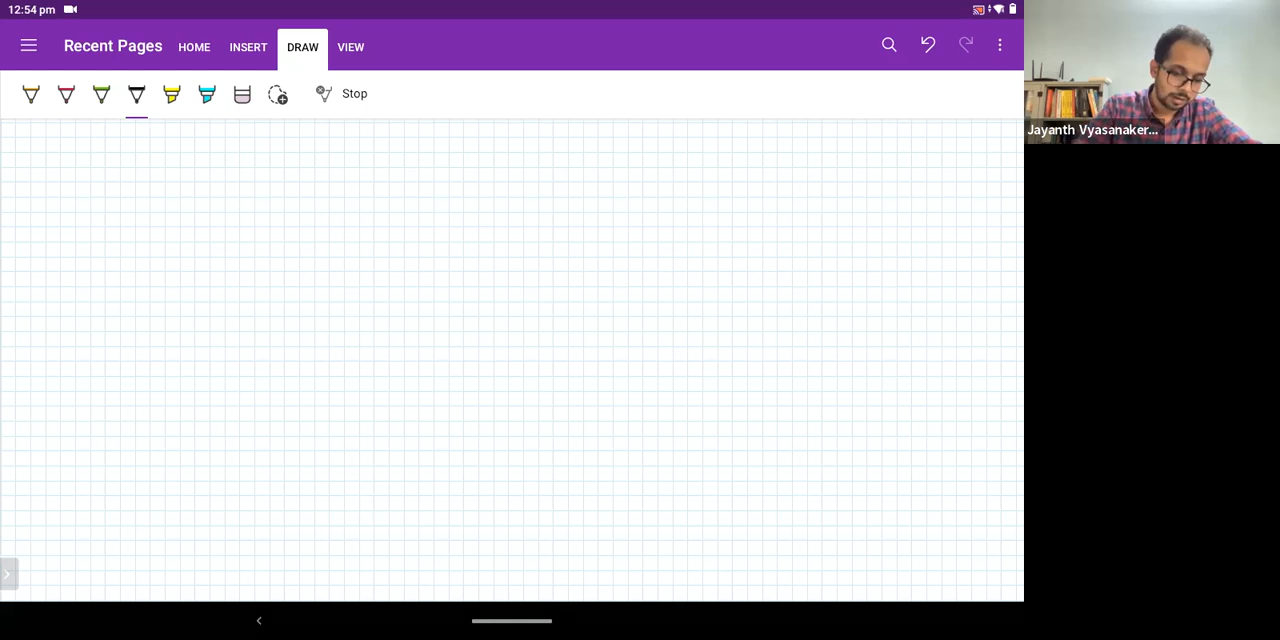 12:54 pm
Recent Pages HOME INSERT DRAW VIEW
Stop
Jayanth Vyasanaker...